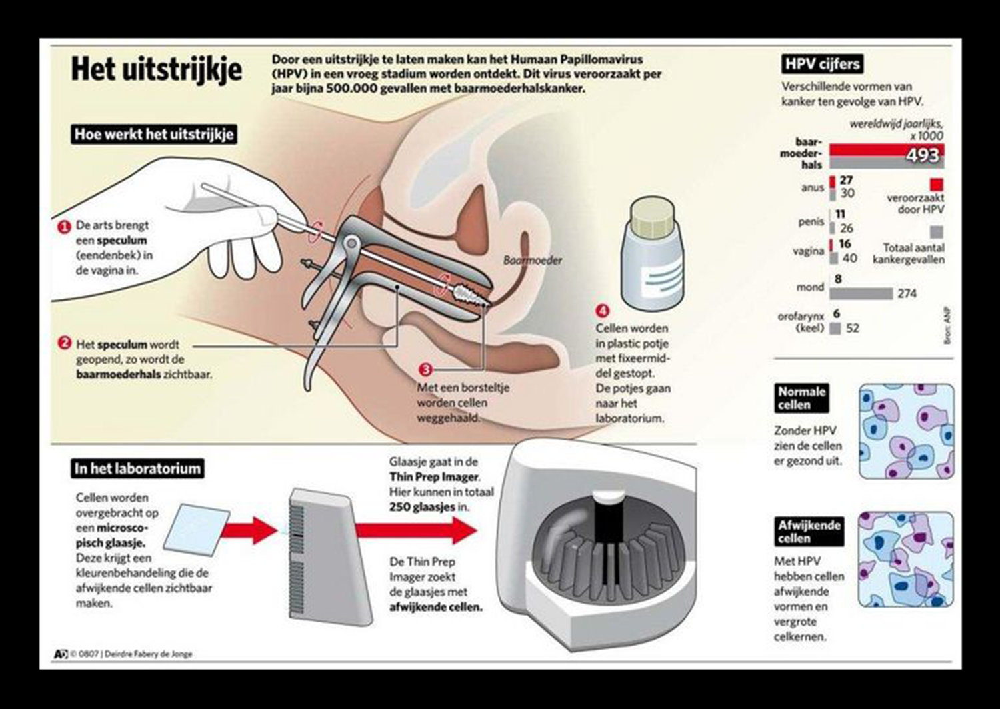 Het uitstrijkje
Door een uitstrijkje te laten maken kan het Humaan Papillomavirus
(HPV) in een vroeg stadium worden ontdekt. Dit virus veroorzaakt per
jaar bijna 500.000 gevallen met baarmoederhalskanker.
Hoe werkt het uitstrijkje
1 De arts brengt
een speculum
(eendenbek) in
de vagina in.
2 Het speculum wordt
geopend, zo wordt de
baarmoederhals zichtbaar.
Baarmoeder
3
Met een borsteltje
worden cellen
weggehaald.
4
Cellen worden
in plastic potje
met fixeermid-
del gestopt.
De potjes gaan
naar het
laboratorium.
In het laboratorium
Cellen worden
overgebracht op
een microsco-
pisch glaasje.
Deze krijgt een
kleurenbehandeling die de
afwijkende cellen zichtbaar
maken.
Glaasje gaat in de
Thin Prep Imager.
Hier kunnen in totaal
250 glaasjes in.
De Thin Prep
Imager zoekt
de glaasjes met
afwijkende cellen.
HPV cijfers
Verschillende vormen van
kanker ten gevolge van HPV.
wereldwijd jaarlijks,
x 1000
baar-
moeder-
hals
493
anus
27
30
penis
11
26
vagina
16
40
mond
8
274
orofarynx
(keel)
6
52
veroorzaakt
door HPV
Totaal aantal
kankergevallen
Bron: ANP
Normale
cellen
Zonder HPV
zien de cellen
er gezond uit.
Afwijkende
cellen
Met HPV
hebben cellen
afwijkende
vormen en
vergrote
celkernen.
AD © 0807 | Deirdre Fabery de Jonge